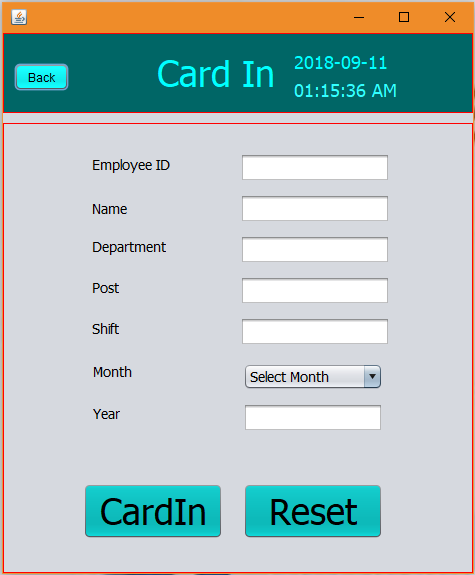 Back
Card In
2018-09-11
01:15:36 AM
Employee ID
Name
Department
Post
Shift
Month
Select Month
Year
CardIn
Reset